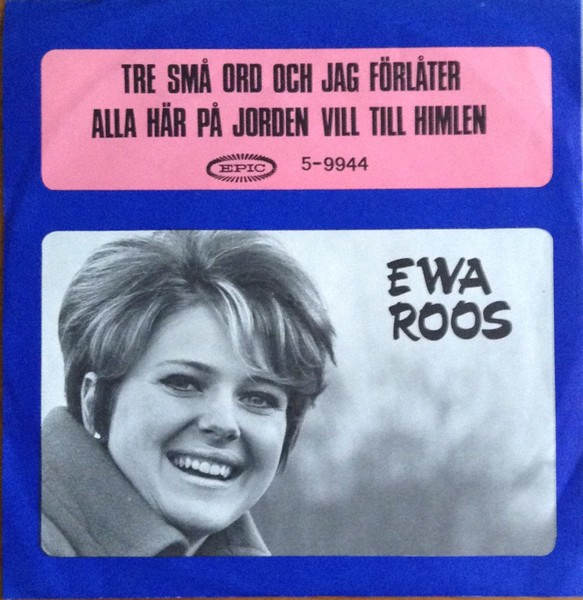 TRE SMÅ ORD OCH JAG FÖRLÅTER
ALLA HÄR PÅ JORDEN VILL TILL HIMLEN
EPIC 5-9944
EWA
ROOS